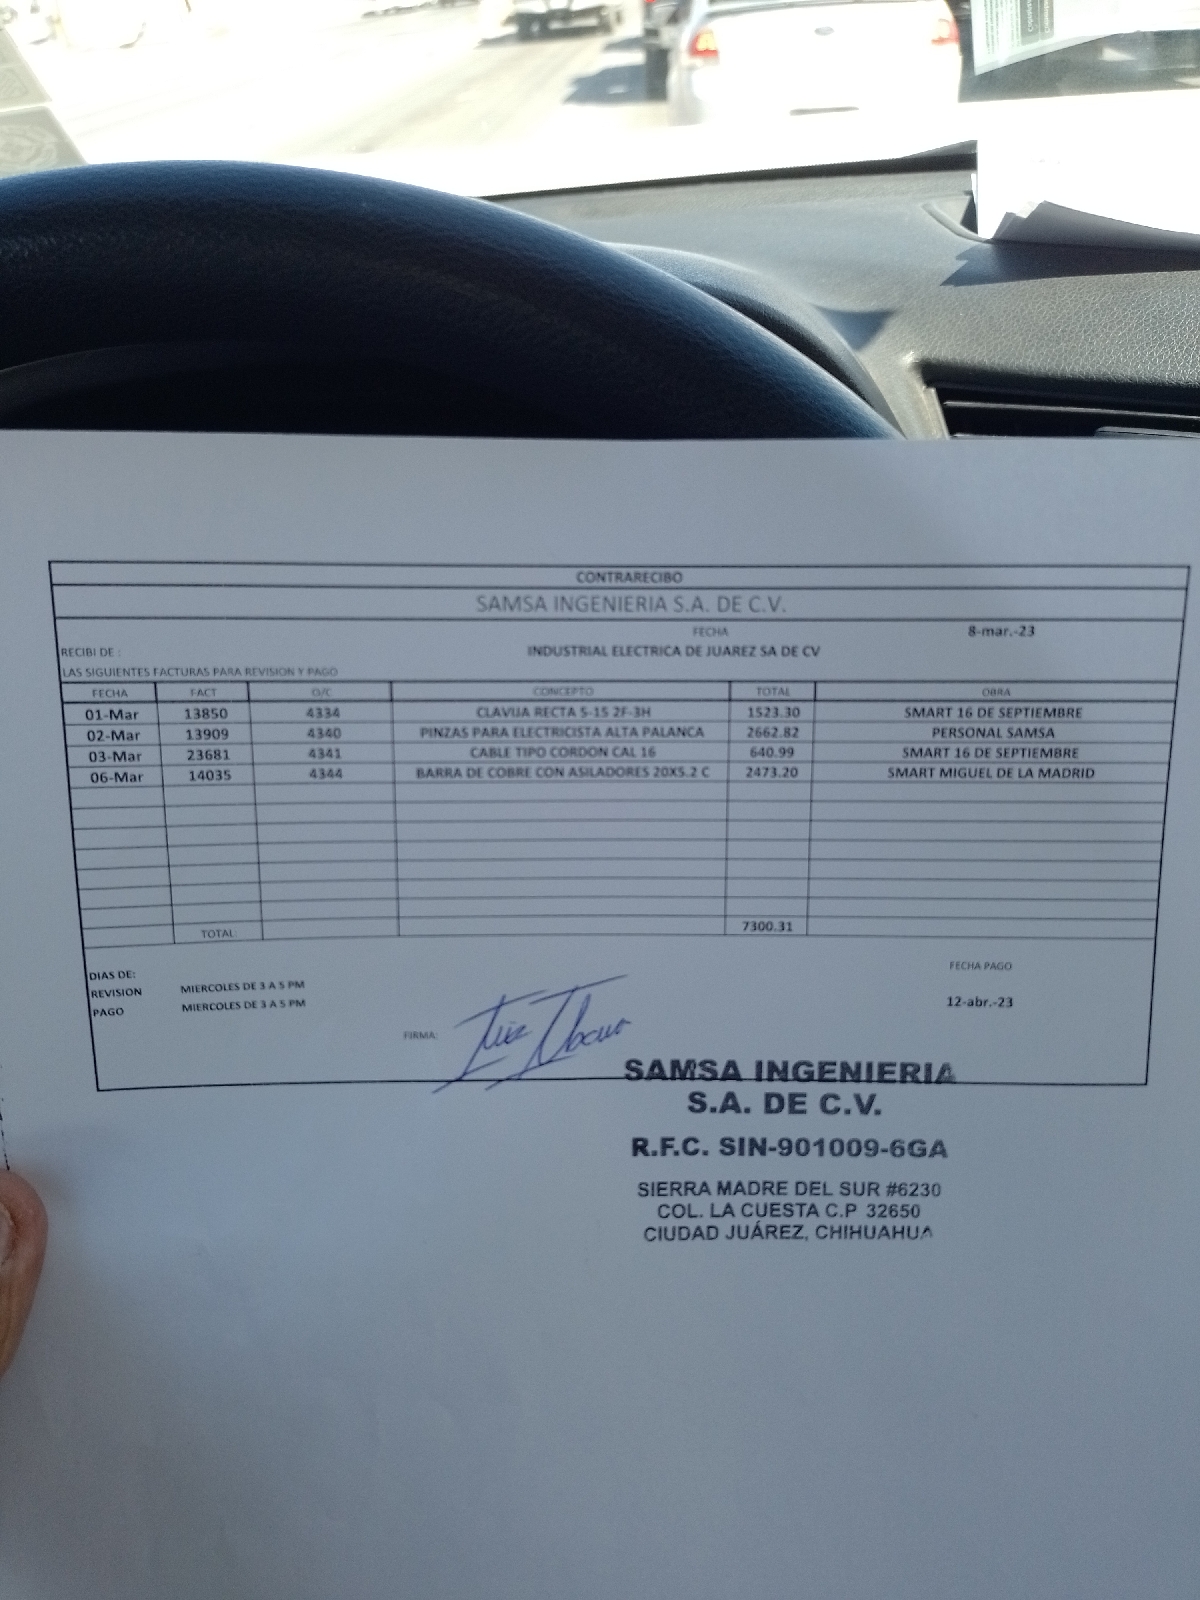 CONTRARECIBO
SAMSA INGENIERIA S.A. DE C.V.
FECHA 8-mar.-23
RECIBI DE : INDUSTRIAL ELECTRICA DE JUAREZ SA DE CV
LAS SIGUIENTES FACTURAS PARA REVISION Y PAGO
FECHA FACT O/C CONCEPTO TOTAL OBRA
01-Mar 13850 4334 CLAVIJA RECTA 5-15 2F-3H 1523.30 SMART 16 DE SEPTIEMBRE
02-Mar 13909 4340 PINZAS PARA ELECTRICISTA ALTA PALANCA 2662.82 PERSONAL SAMSA
03-Mar 23681 4341 CABLE TIPO CORDON CAL 16 640.99 SMART 16 DE SEPTIEMBRE
06-Mar 14035 4344 BARRA DE COBRE CON ASILADORES 20X5.2 C 2473.20 SMART MIGUEL DE LA MADRID
TOTAL: 7300.31
DIAS DE: FECHA PAGO
REVISION MIERCOLES DE 3 A 5 PM
PAGO MIERCOLES DE 3 A 5 PM 12-abr.-23
FIRMA:
SAMSA INGENIERIA
S.A. DE C.V.
R.F.C. SIN-901009-6GA
SIERRA MADRE DEL SUR #6230
COL. LA CUESTA C.P 32650
CIUDAD JUÁREZ, CHIHUAHUA